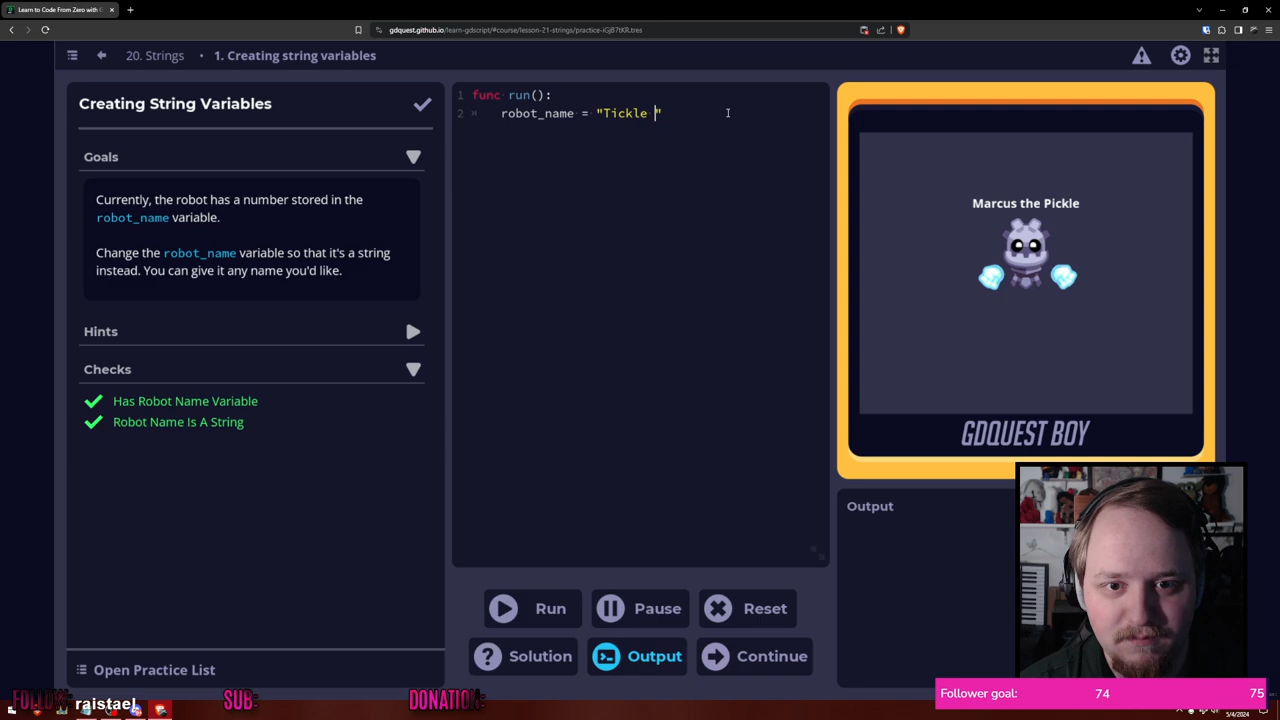 Learn to Code From Zero with G
gdquest.github.io/learn-gdscript/#course/lesson-21-strings/practice-iGjB7tKR.tres
20. Strings • 1. Creating string variables
Creating String Variables
Goals
Currently, the robot has a number stored in the
robot_name variable.
Change the robot_name variable so that it's a string
instead. You can give it any name you'd like.
Hints
Checks
Has Robot Name Variable
Robot Name Is A String
Open Practice List
1 func run():
2 robot_name = "Tickle "
Run
Pause
Reset
Solution
Output
Continue
Marcus the Pickle
GDQUEST BOY
Output
FOLLOW: raistael
SUB:
DONATION:
Follower goal: 74 75
5/4/2024